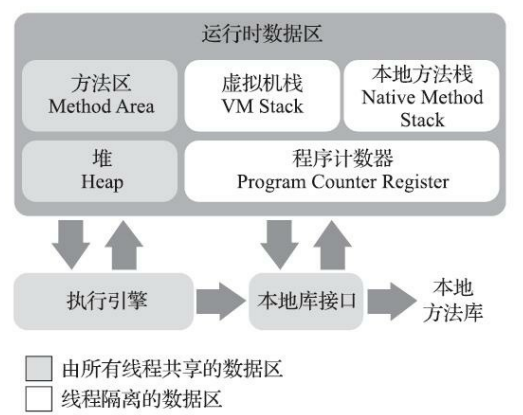 运行时数据区
方法区
Method Area
虚拟机栈
VM Stack
本地方法栈
Native Method
Stack
堆
Heap
程序计数器
Program Counter Register
执行引擎
本地库接口
本地
方法库
由所有线程共享的数据区
线程隔离的数据区